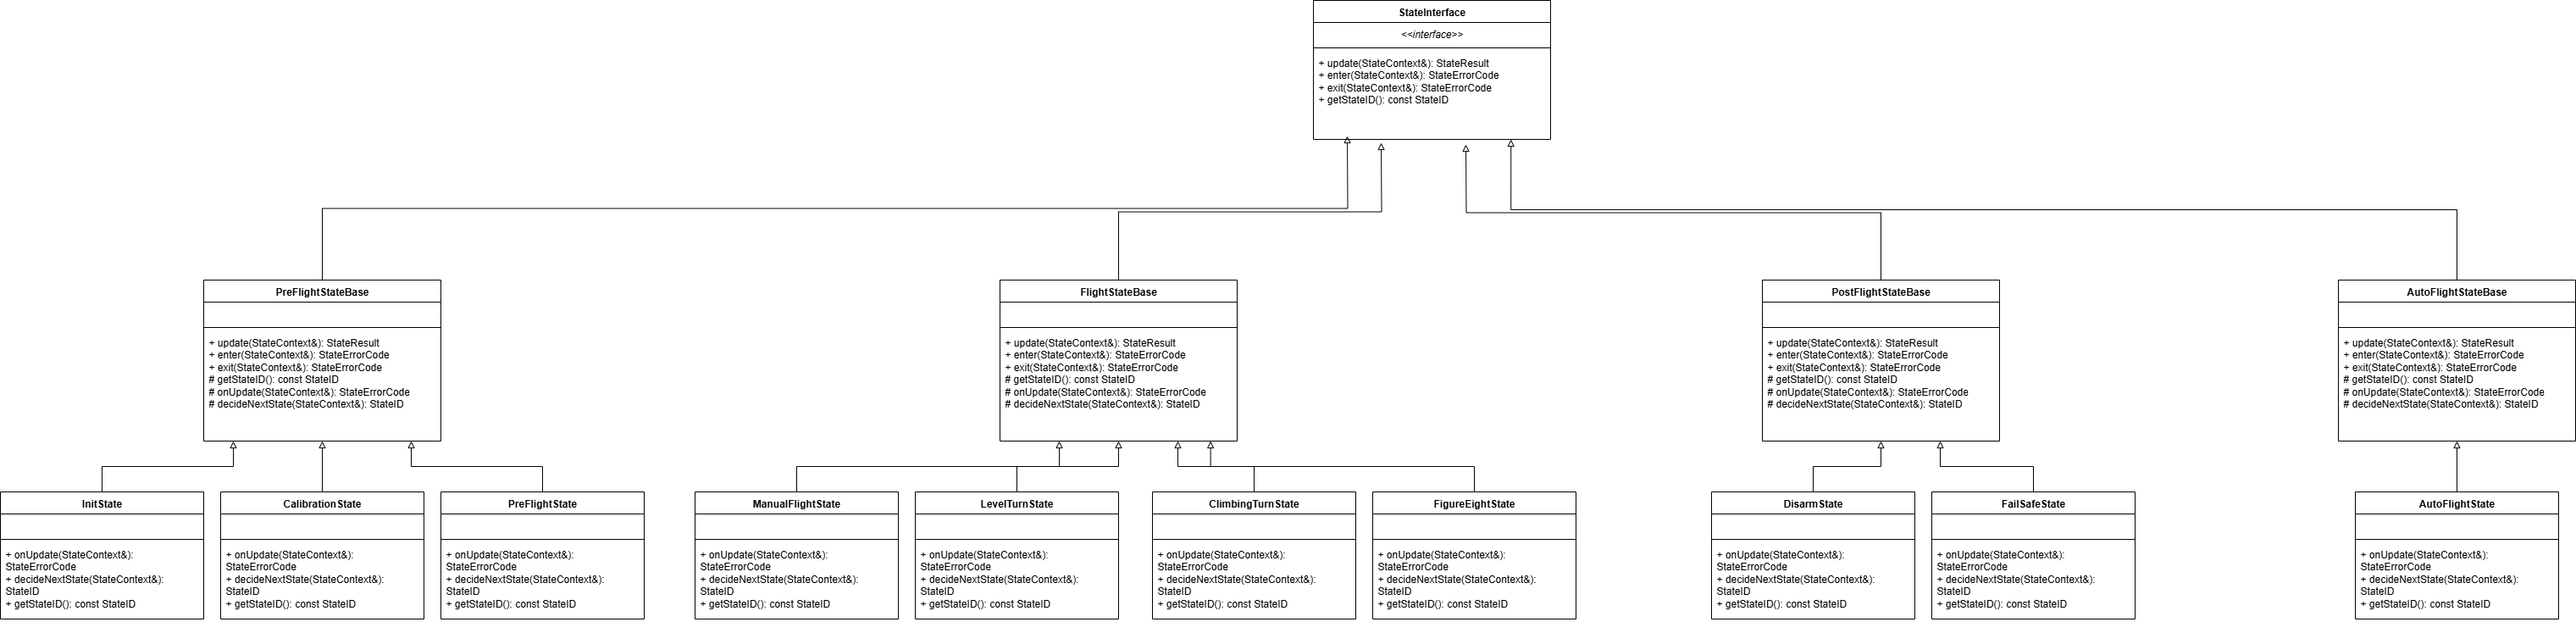 StateInterface
<<interface>>
+ update(StateContext&): StateResult
+ enter(StateContext&): StateErrorCode
+ exit(StateContext&): StateErrorCode
+ getStateID(): const StateID
PreFlightStateBase
+ update(StateContext&): StateResult
+ enter(StateContext&): StateErrorCode
+ exit(StateContext&): StateErrorCode
# getStateID(): const StateID
# onUpdate(StateContext&): StateErrorCode
# decideNextState(StateContext&): StateID
FlightStateBase
+ update(StateContext&): StateResult
+ enter(StateContext&): StateErrorCode
+ exit(StateContext&): StateErrorCode
# getStateID(): const StateID
# onUpdate(StateContext&): StateErrorCode
# decideNextState(StateContext&): StateID
PostFlightStateBase
+ update(StateContext&): StateResult
+ enter(StateContext&): StateErrorCode
+ exit(StateContext&): StateErrorCode
# getStateID(): const StateID
# onUpdate(StateContext&): StateErrorCode
# decideNextState(StateContext&): StateID
AutoFlightStateBase
+ update(StateContext&): StateResult
+ enter(StateContext&): StateErrorCode
+ exit(StateContext&): StateErrorCode
# getStateID(): const StateID
# onUpdate(StateContext&): StateErrorCode
# decideNextState(StateContext&): StateID
InitState
+ onUpdate(StateContext&):
StateErrorCode
+ decideNextState(StateContext&):
StateID
+ getStateID(): const StateID
CalibrationState
+ onUpdate(StateContext&):
StateErrorCode
+ decideNextState(StateContext&):
StateID
+ getStateID(): const StateID
PreFlightState
+ onUpdate(StateContext&):
StateErrorCode
+ decideNextState(StateContext&):
StateID
+ getStateID(): const StateID
ManualFlightState
+ onUpdate(StateContext&):
StateErrorCode
+ decideNextState(StateContext&):
StateID
+ getStateID(): const StateID
LevelTurnState
+ onUpdate(StateContext&):
StateErrorCode
+ decideNextState(StateContext&):
StateID
+ getStateID(): const StateID
ClimbingTurnState
+ onUpdate(StateContext&):
StateErrorCode
+ decideNextState(StateContext&):
StateID
+ getStateID(): const StateID
FigureEightState
+ onUpdate(StateContext&):
StateErrorCode
+ decideNextState(StateContext&):
StateID
+ getStateID(): const StateID
DisarmState
+ onUpdate(StateContext&):
StateErrorCode
+ decideNextState(StateContext&):
StateID
+ getStateID(): const StateID
FailSafeState
+ onUpdate(StateContext&):
StateErrorCode
+ decideNextState(StateContext&):
StateID
+ getStateID(): const StateID
AutoFlightState
+ onUpdate(StateContext&):
StateErrorCode
+ decideNextState(StateContext&):
StateID
+ getStateID(): const StateID